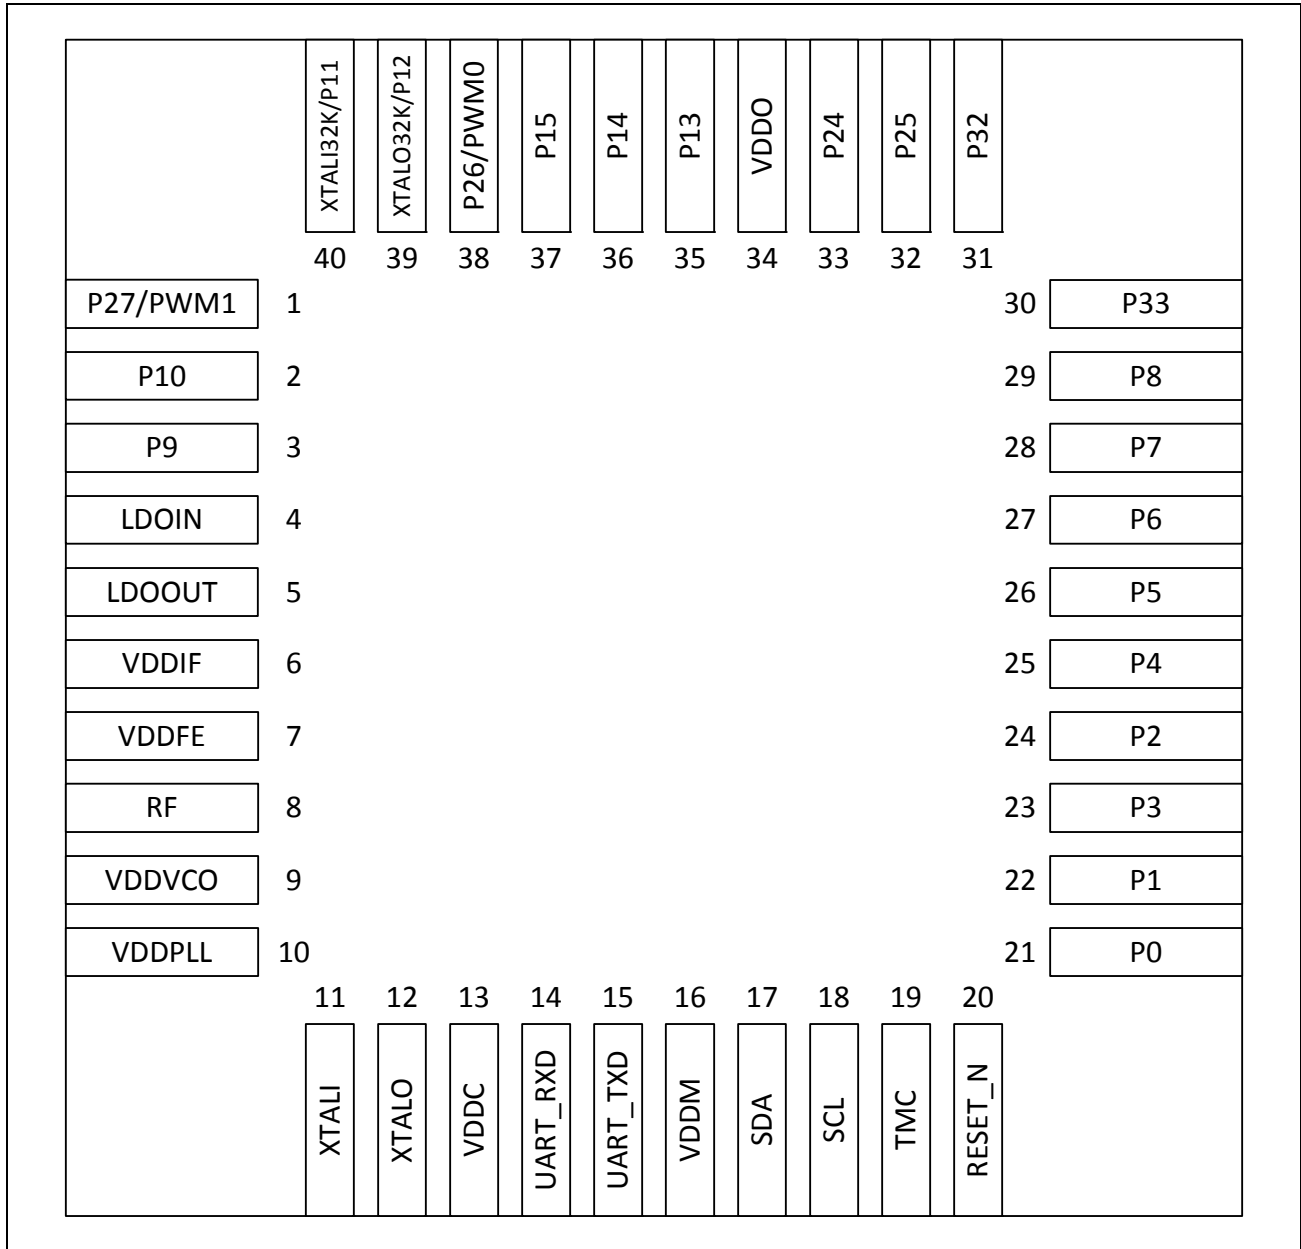 XTALI32K/P11 XTALO32K/P12 P26/PWM0 P15 P14 P13 VDDO P24 P25 P32
40 39 38 37 36 35 34 33 32 31
P27/PWM1 1 30 P33
P10 2 29 P8
P9 3 28 P7
LDOIN 4 27 P6
LDOOUT 5 26 P5
VDDIF 6 25 P4
VDDFE 7 24 P2
RF 8 23 P3
VDDVCO 9 22 P1
VDDPLL 10 21 P0
11 12 13 14 15 16 17 18 19 20
XTALI XTALO VDDC UART_RXD UART_TXD VDDM SDA SCL TMC RESET_N